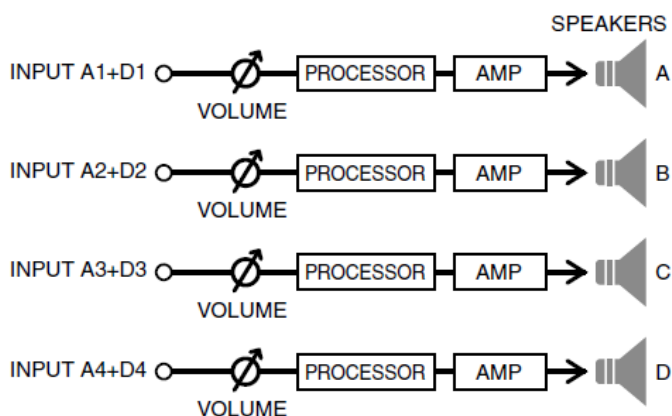 SPEAKERS
INPUT A1+D1 PROCESSOR AMP A
VOLUME
INPUT A2+D2 PROCESSOR AMP B
VOLUME
INPUT A3+D3 PROCESSOR AMP C
VOLUME
INPUT A4+D4 PROCESSOR AMP D
VOLUME